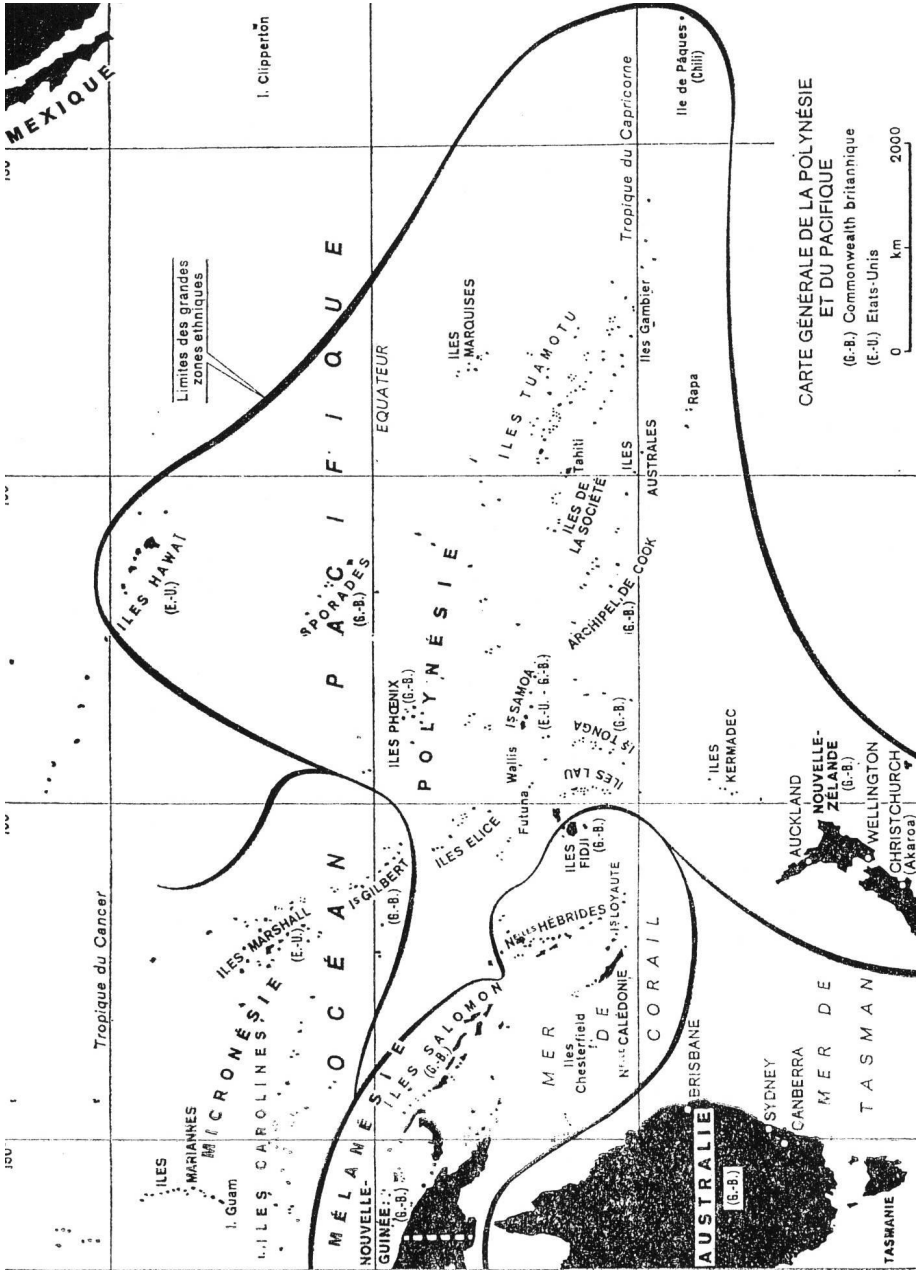 MEXIQUE
I. Clipperton
Tropique du Cancer
Limites des grandes
zones ethniques
ILES HAWAÏ
(E.-U.)
ILES
MARIANNES
I. Guam
MICRONÉSIE
ILES CAROLINES
ILES MARSHALL
(E.-U.)
Is GILBERT
(G.-B.)
OCÉAN PACIFIQUE
SPORADES
(G.-B.)
EQUATEUR
ILES PHŒNIX
(G.-B.)
POLYNÉSIE
ILES
MARQUISES
ILES TUAMOTU
MÉLANÉSIE
NOUVELLE-
GUINÉE
(G.-B.)
ILES SALOMON
(G.-B.)
ILES ELICE
Wallis
Futuna
Is SAMOA
(E.-U. - G.-B.)
ILES DE
LA SOCIÉTÉ
Tahiti
ILES
FIDJI
(G.-B.)
ILES LAU
Is TONGA
(G.-B.)
ARCHIPEL DE COOK
(G.-B.)
ILES
AUSTRALES
Iles Gambier
Tropique du Capricorne
Rapa
Ile de Pâques
(Chili)
Nlles HÉBRIDES
Is LOYAUTÉ
Nlle CALÉDONIE
Iles
Chesterfield
MER
DE
CORAIL
ILES
KERMADEC
AUSTRALIE
(G.-B.)
BRISBANE
SYDNEY
CANBERRA
MER DE
TASMAN
TASMANIE
AUCKLAND
NOUVELLE-
ZÉLANDE
(G.-B.)
WELLINGTON
CHRISTCHURCH
(Akaroa)
CARTE GÉNÉRALE DE LA POLYNÉSIE
ET DU PACIFIQUE
(G.-B.) Commonwealth britannique
(E.-U.) Etats-Unis
0 km 2000